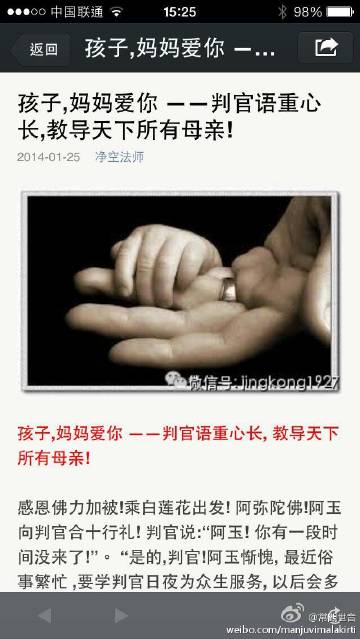 中国联通
15:25
98%
返回
孩子,妈妈爱你 ——...
孩子,妈妈爱你 ——判官语重心
长,教导天下所有母亲!
2014-01-25 净空法师
微信号:jingkong1927
孩子,妈妈爱你 ——判官语重心长, 教导天下
所有母亲!
感恩佛力加被!乘白莲花出发! 阿弥陀佛!阿玉
向判官合十行礼! 判官说:“阿玉! 你有一段时
间没来了!”。 “是的,判官!阿玉惭愧, 最近俗
事繁忙 ,要学判官日夜为众生服务, 以后会多
weibo.com/manjuvimalakirti